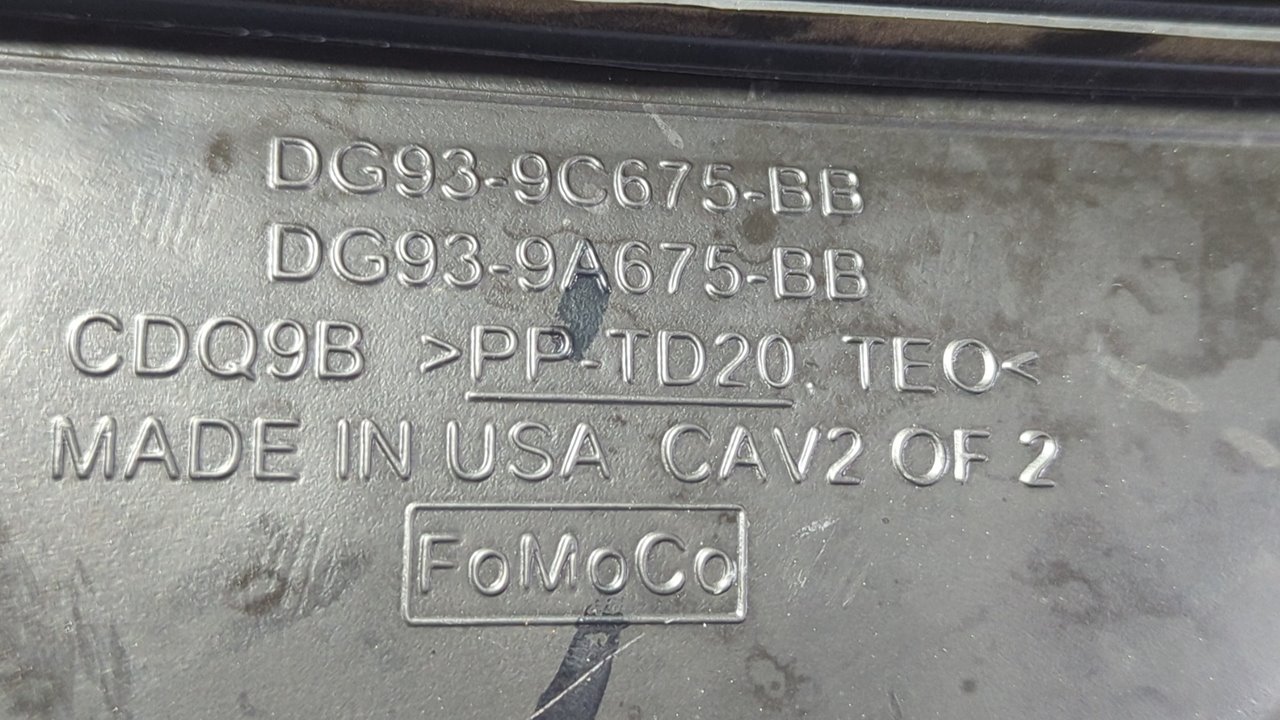 DG93-9C675-BB
DG93-9A675-BB
CDQ9B >PP-TD20, TEO<
MADE IN USA CAV2 OF 2
FoMoCo